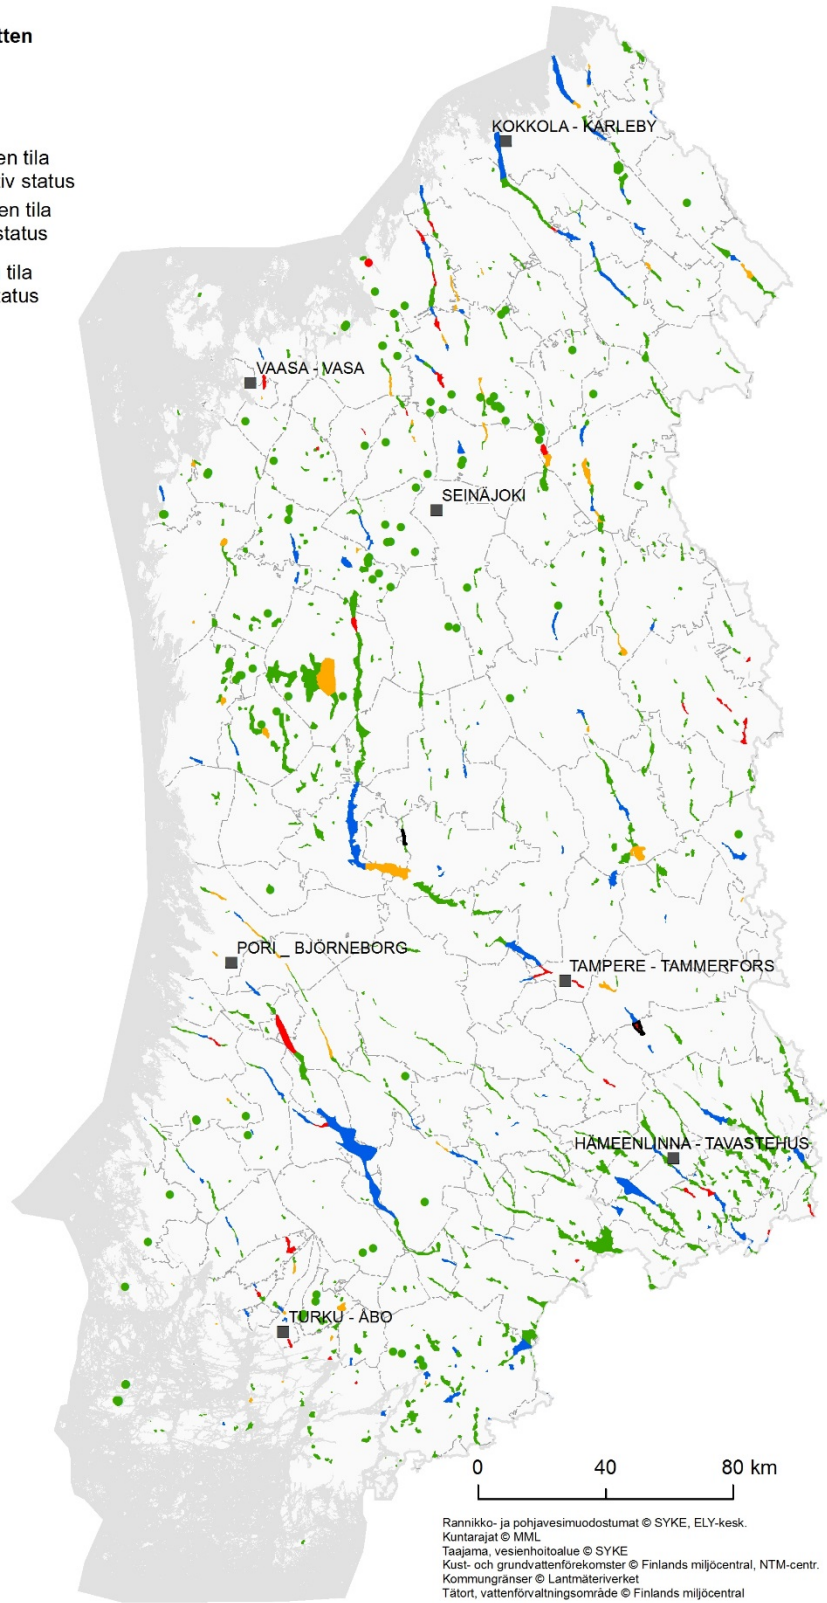 tten
en tila
iv status
en tila
status
tila
tatus
KOKKOLA - KARLEBY
VAASA - VASA
SEINÄJOKI
PORI _ BJÖRNEBORG
TAMPERE - TAMMERFORS
HÄMEENLINNA - TAVASTEHUS
TURKU - ÅBO
0 40 80 km
Rannikko- ja pohjavesimuodostumat © SYKE, ELY-kesk.
Kuntarajat © MML
Taajama, vesienhoitoalue © SYKE
Kust- och grundvattenförekomster © Finlands miljöcentral, NTM-centr.
Kommungränser © Lantmäteriverket
Tätort, vattenförvaltningsområde © Finlands miljöcentral